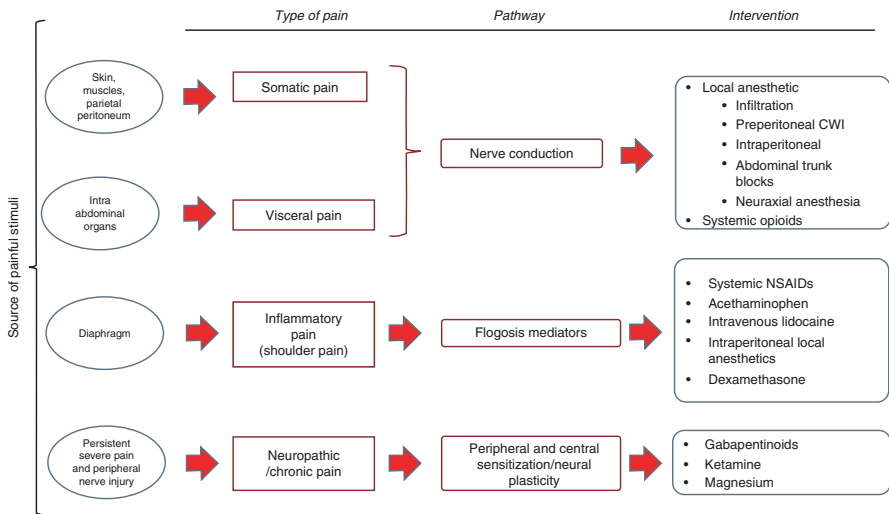 Type of pain
Pathway
Intervention
Source of painful stimuli
Skin,
muscles,
parietal
peritoneum
Somatic pain
Nerve conduction
• Local anesthetic
• Infiltration
• Preperitoneal CWI
• Intraperitoneal
• Abdominal trunk
blocks
• Neuraxial anesthesia
• Systemic opioids
Intra
abdominal
organs
Visceral pain
Diaphragm
Inflammatory
pain
(shoulder pain)
Flogosis mediators
• Systemic NSAIDs
• Acethaminophen
• Intravenous lidocaine
• Intraperitoneal local
anesthetics
• Dexamethasone
Persistent
severe pain
and peripheral
nerve injury
Neuropathic
/chronic pain
Peripheral and central
sensitization/neural
plasticity
• Gabapentinoids
• Ketamine
• Magnesium